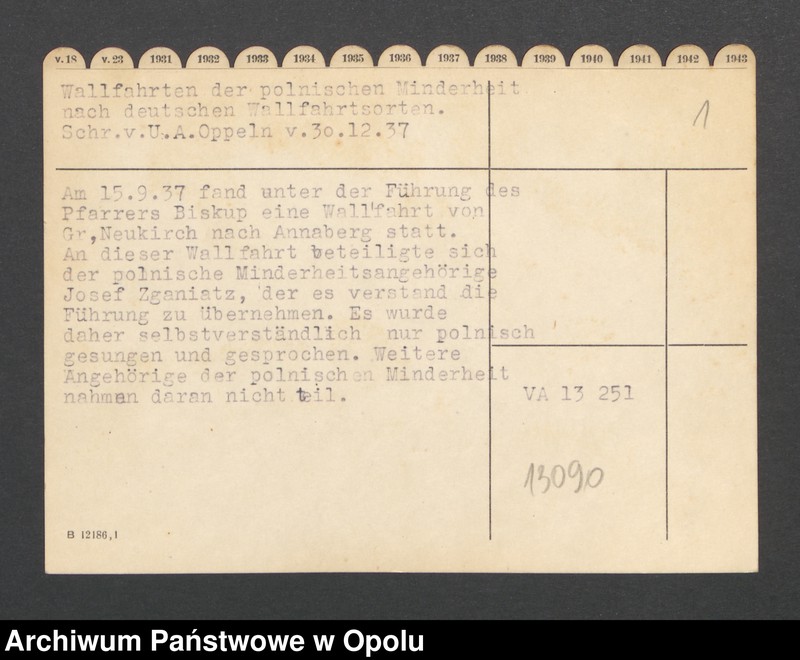 v.18 v.23 1931 1932 1933 1934 1935 1936 1937 1938 1939 1940 1941 1942 1943
Wallfahrten der polnischen Minderheit
nach deutschen Wallfahrtsorten.
Schr.v.U.A.Oppeln v.30.12.37
1
Am 15.9.37 fand unter der Führung des
Pfarrers Biskup eine Wallfahrt von
Gr,Neukirch nach Annaberg statt.
An dieser Wallfahrt beteiligte sich
der polnische Minderheitsangehörige
Josef Zganiatz, der es verstand die
Führung zu übernehmen. Es wurde
daher selbstverständlich nur polnisch
gesungen und gesprochen. Weitere
Angehörige der polnischen Minderheit
nahmen daran nicht teil.
VA 13 251
13090
B 12186,1
Archiwum Państwowe w Opolu